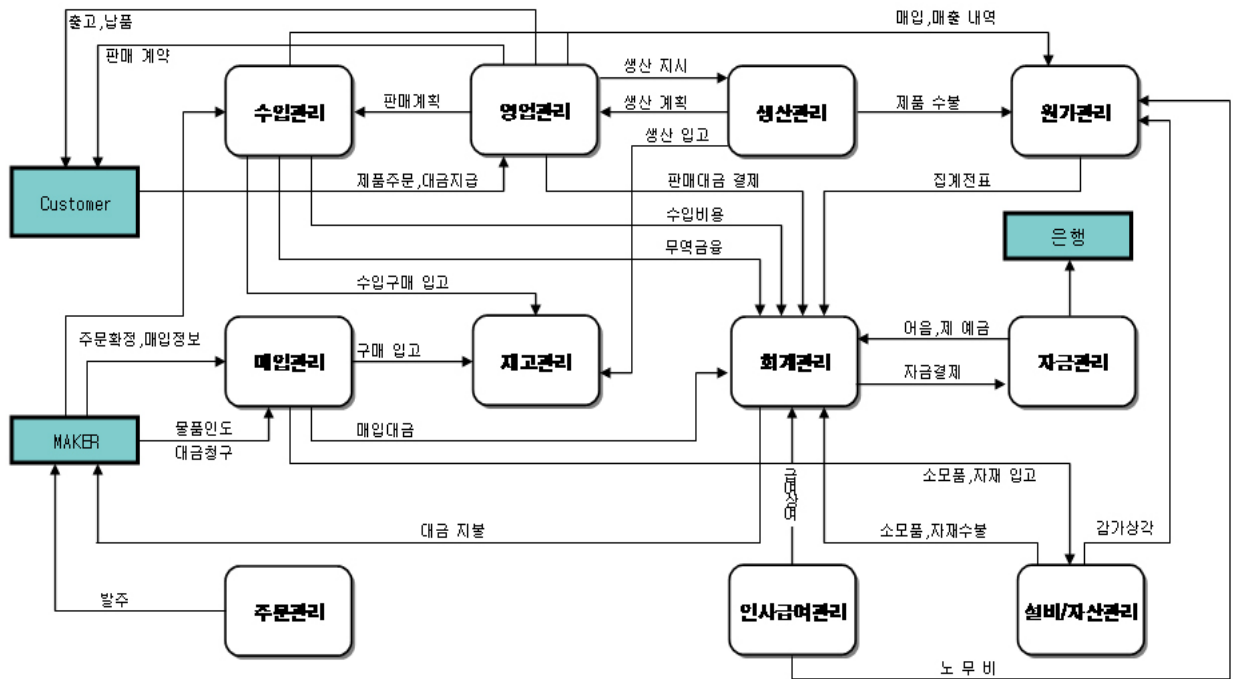 출고,납품
매입,매출 내역
판매 계약
생산 지시
수입관리
판매계획
영업관리
생산 계획
생산관리
제품 수불
원가관리
생산 입고
제품주문,대금지급
판매대금 결제
집계전표
Customer
수입비용
은행
무역금융
수입구매 입고
주문확정,매입정보
어음,제 예금
매입관리
구매 입고
재고관리
회계관리
자금관리
자금결제
MAKER
물품인도
대금청구
매입대금
급여상여
소모품,자재 입고
대금 지불
소모품,자재수불
감가상각
발주
주문관리
인사급여관리
설비/자산관리
노 무 비